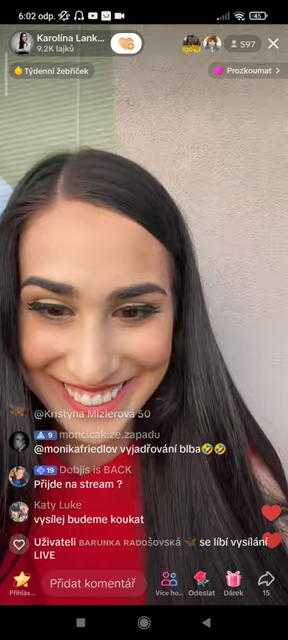 6:02 odp.
45
Karolína Lank...
9.2K lajků
597
Týdenní žebříček
Prozkoumat >
@Kristýna Mizlerová 50
9 moncicak.ze.zapadu
@monikafriedlov vyjadřování blba🤣🤣
19 Dobjís is BACK
Přijde na stream ?
Katy Luke
vysílej budeme koukat
Uživateli BARUNKA RADOŠOVSKÁ se líbí vysílání
LIVE
Přihlás...
Přidat komentář
Více ho...
Odeslat
Dárek
15